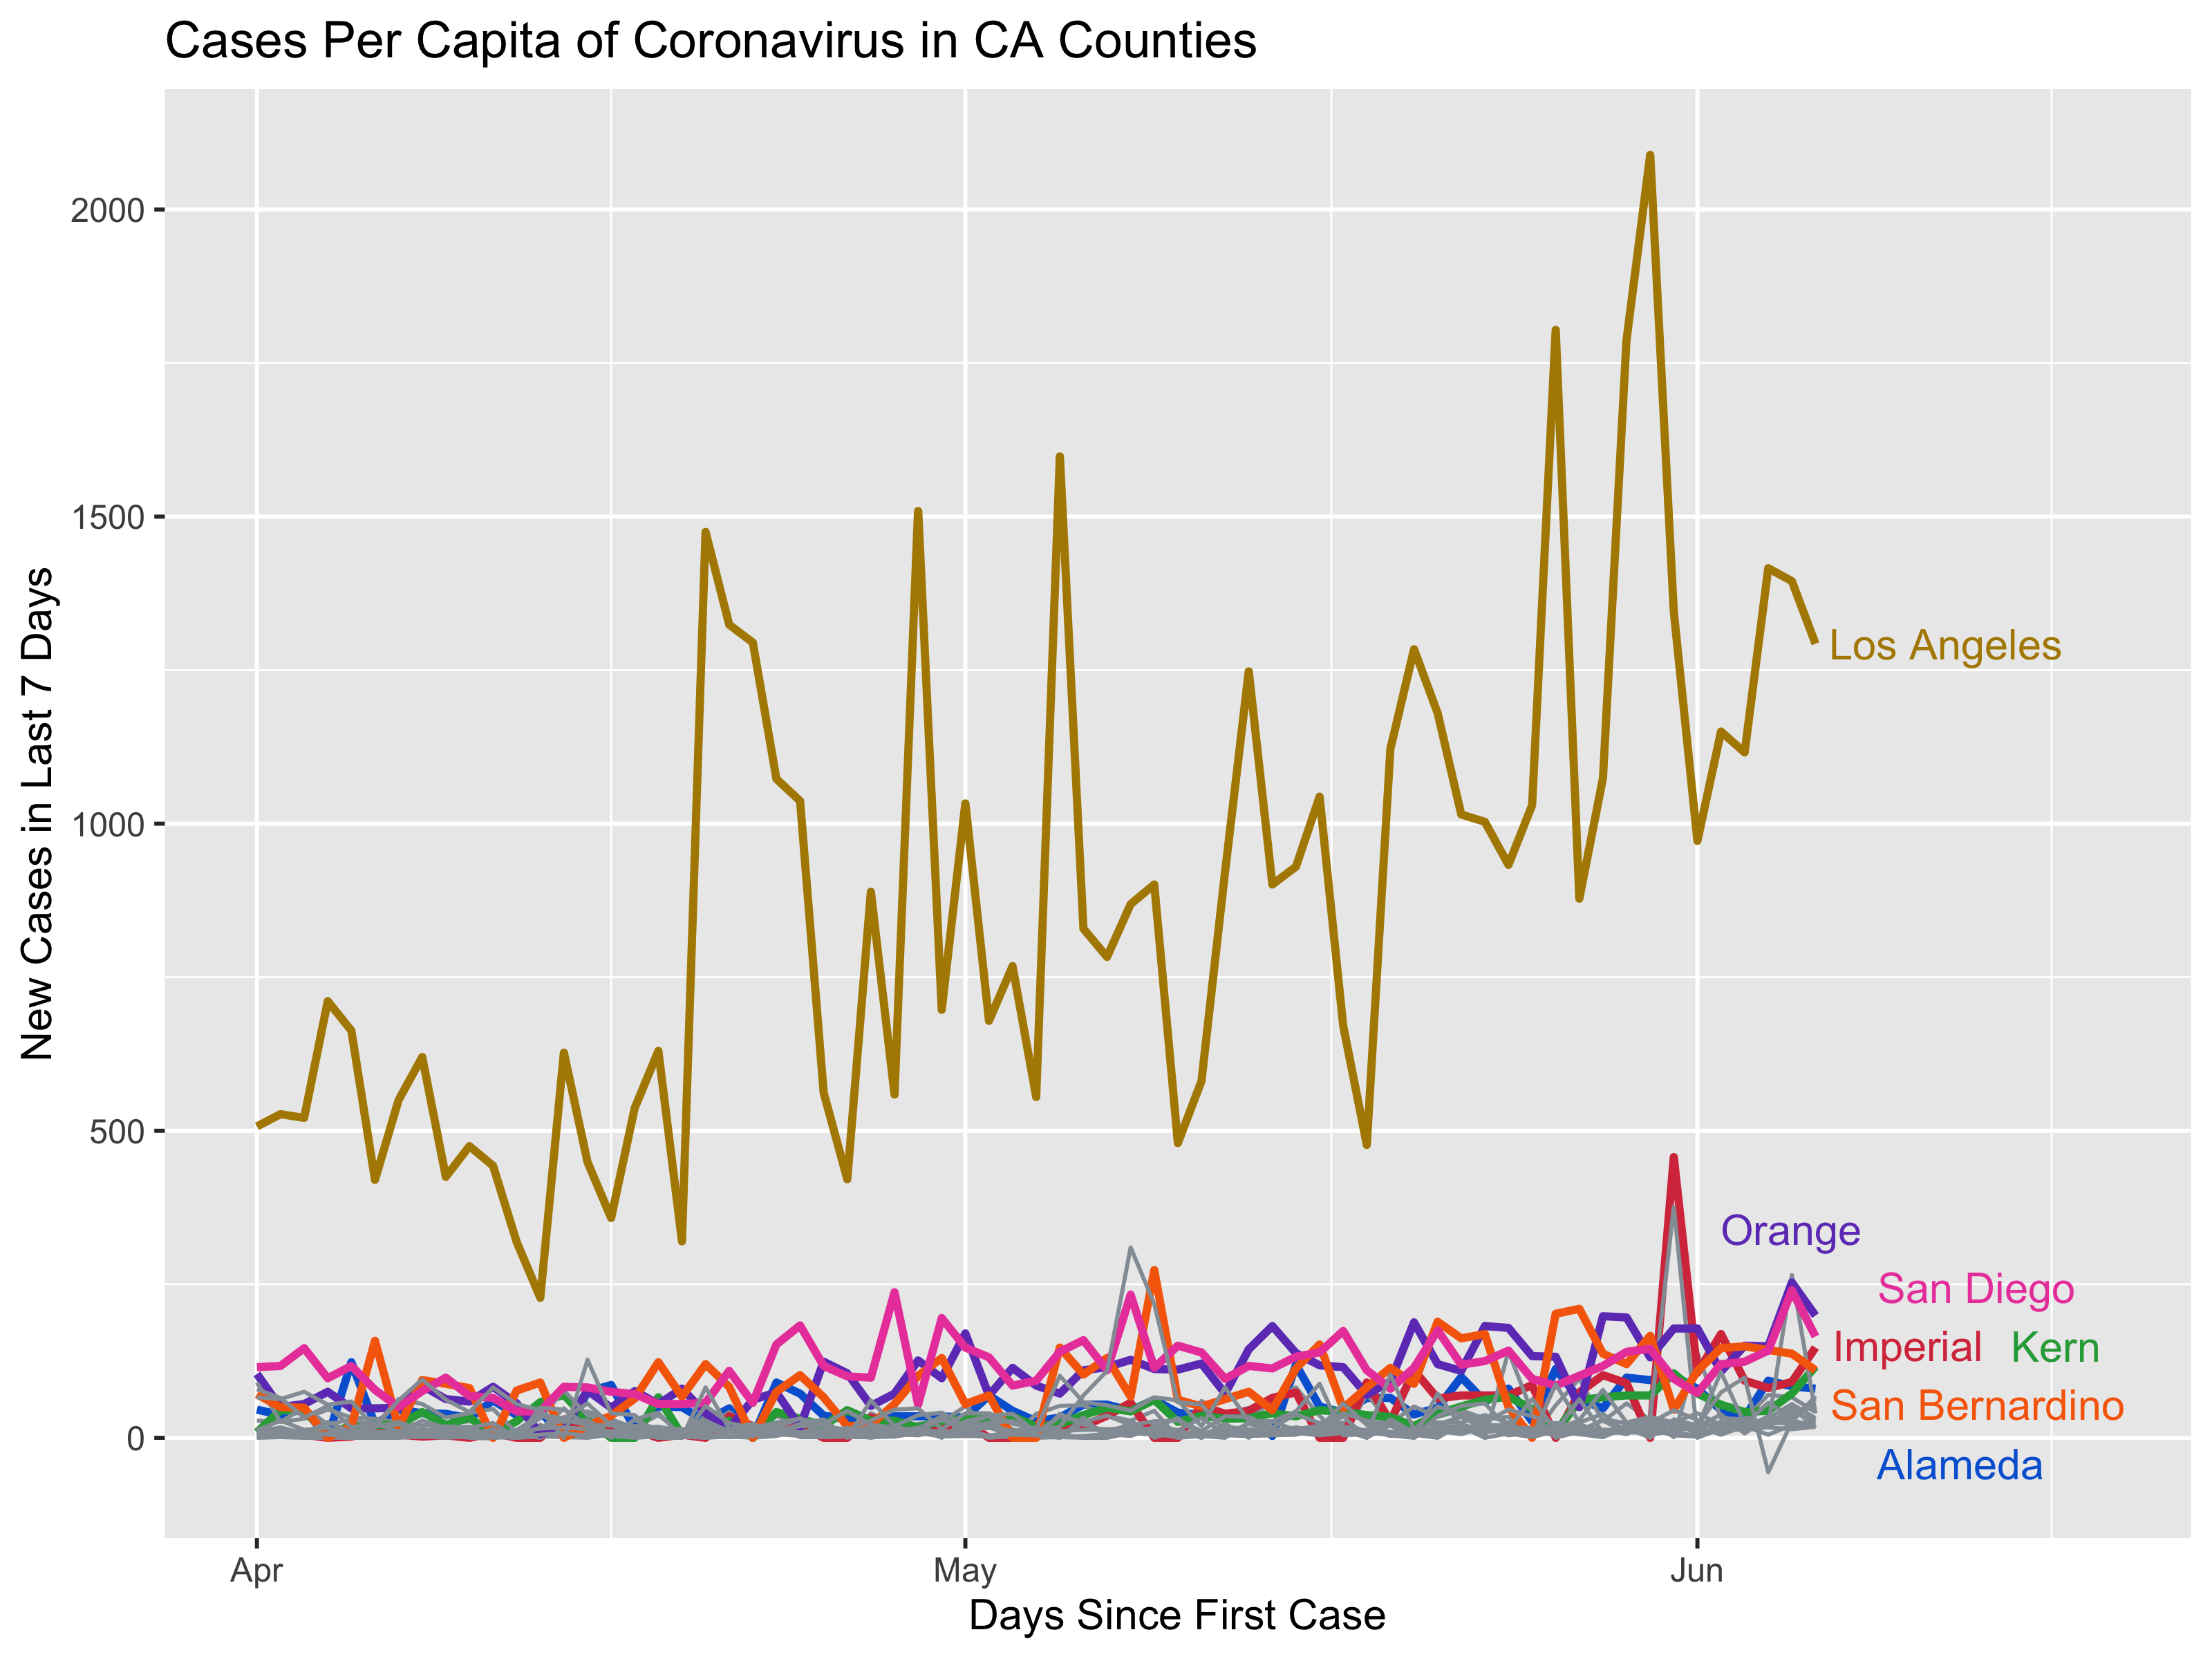 Cases Per Capita of Coronavirus in CA Counties
New Cases in Last 7 Days
2000
1500
1000
500
0
Los Angeles
Orange
San Diego
Imperial Kern
San Bernardino
Alameda
Apr May Jun
Days Since First Case